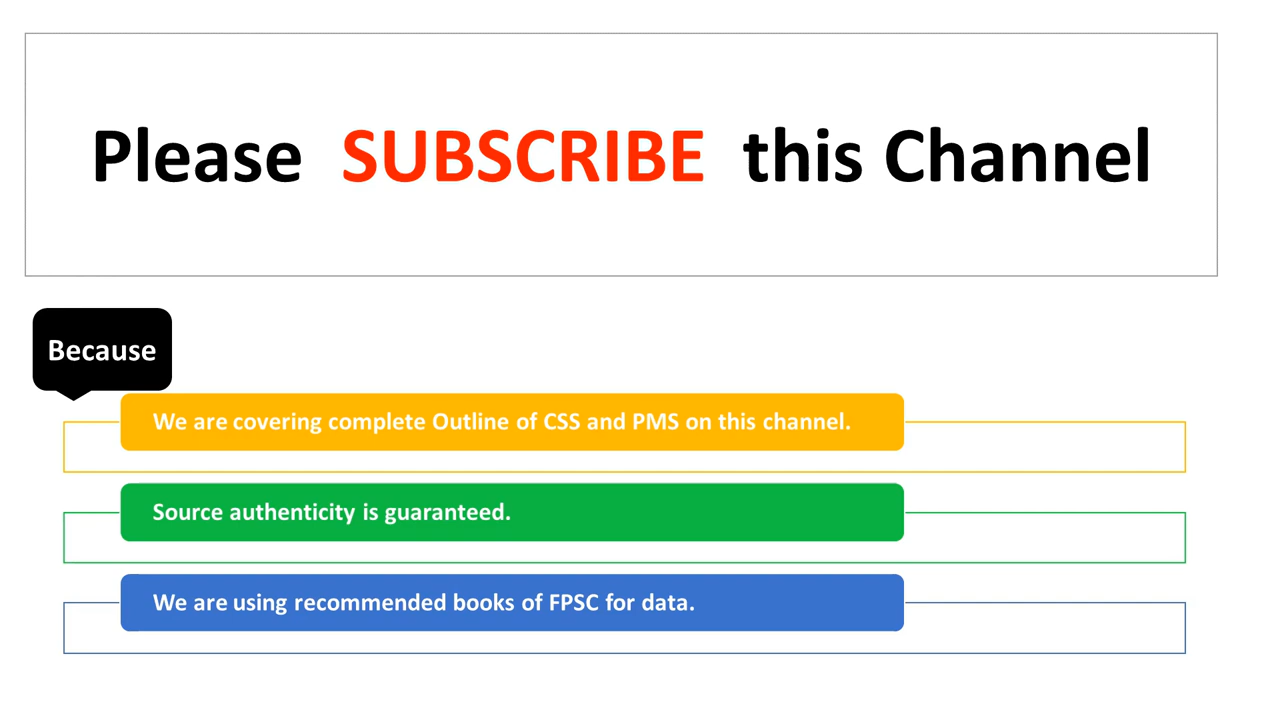 Please SUBSCRIBE this Channel
Because
We are covering complete Outline of CSS and PMS on this channel.
Source authenticity is guaranteed.
We are using recommended books of FPSC for data.